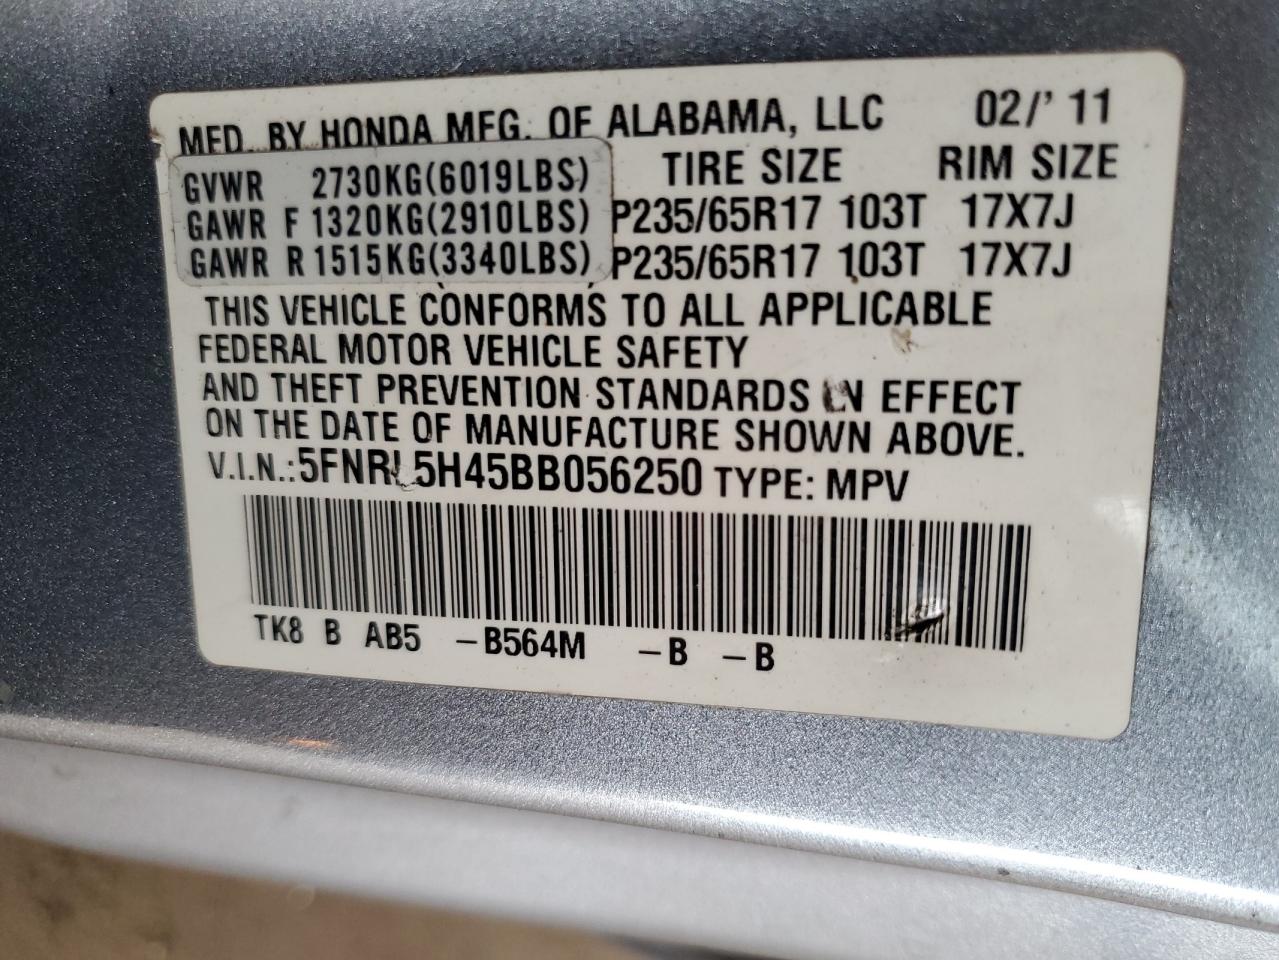 MFD. BY HONDA MFG. OF ALABAMA, LLC 02/' 11
TIRE SIZE RIM SIZE
GVWR 2730KG(6019LBS)
GAWR F 1320KG(2910LBS) P235/65R17 103T 17X7J
GAWR R 1515KG(3340LBS) P235/65R17 103T 17X7J
THIS VEHICLE CONFORMS TO ALL APPLICABLE
FEDERAL MOTOR VEHICLE SAFETY
AND THEFT PREVENTION STANDARDS IN EFFECT
ON THE DATE OF MANUFACTURE SHOWN ABOVE.
V.I.N.: 5FNRL5H45BB056250 TYPE: MPV
TK8 B AB5 -B564M -B -B